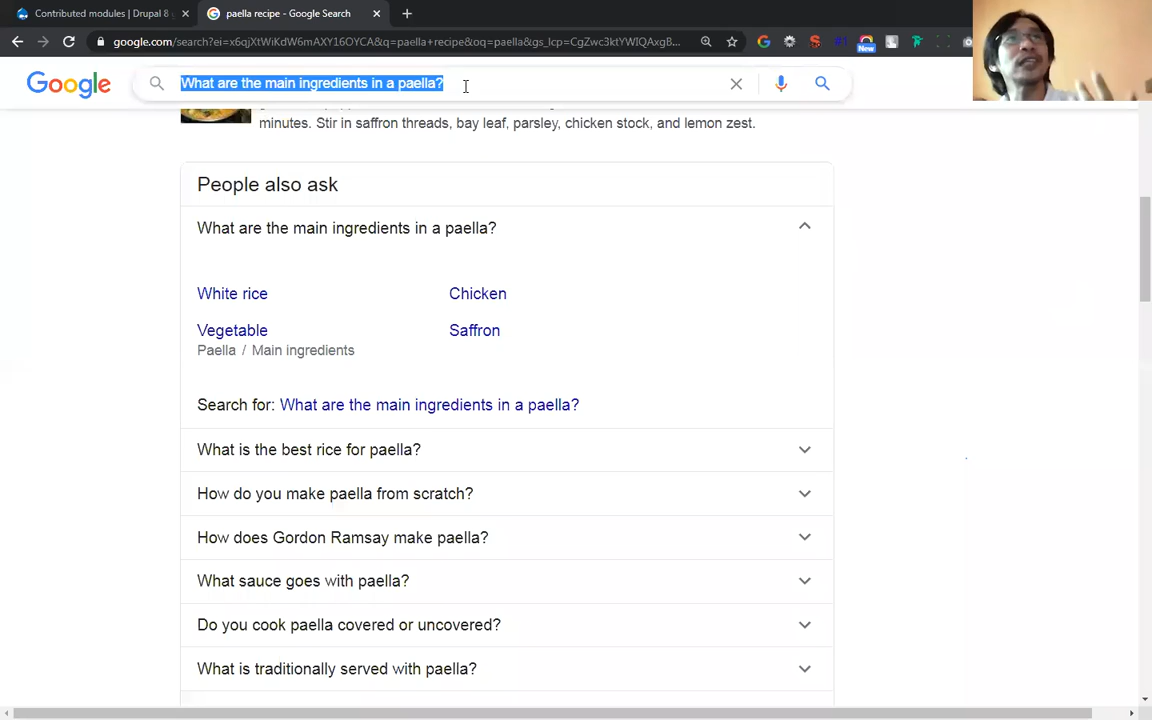 Contributed modules | Drupal 8
paella recipe - Google Search
google.com/search?ei=x6qjXtWiKdW6mAXY16OYCA&q=paella+recipe&oq=paella&gs_lcp=CgZwc3ktYWIQAxgB...
New
Google
What are the main ingredients in a paella?
minutes. Stir in saffron threads, bay leaf, parsley, chicken stock, and lemon zest.
People also ask
What are the main ingredients in a paella?
White rice
Chicken
Vegetable
Saffron
Paella / Main ingredients
Search for: What are the main ingredients in a paella?
What is the best rice for paella?
How do you make paella from scratch?
How does Gordon Ramsay make paella?
What sauce goes with paella?
Do you cook paella covered or uncovered?
What is traditionally served with paella?